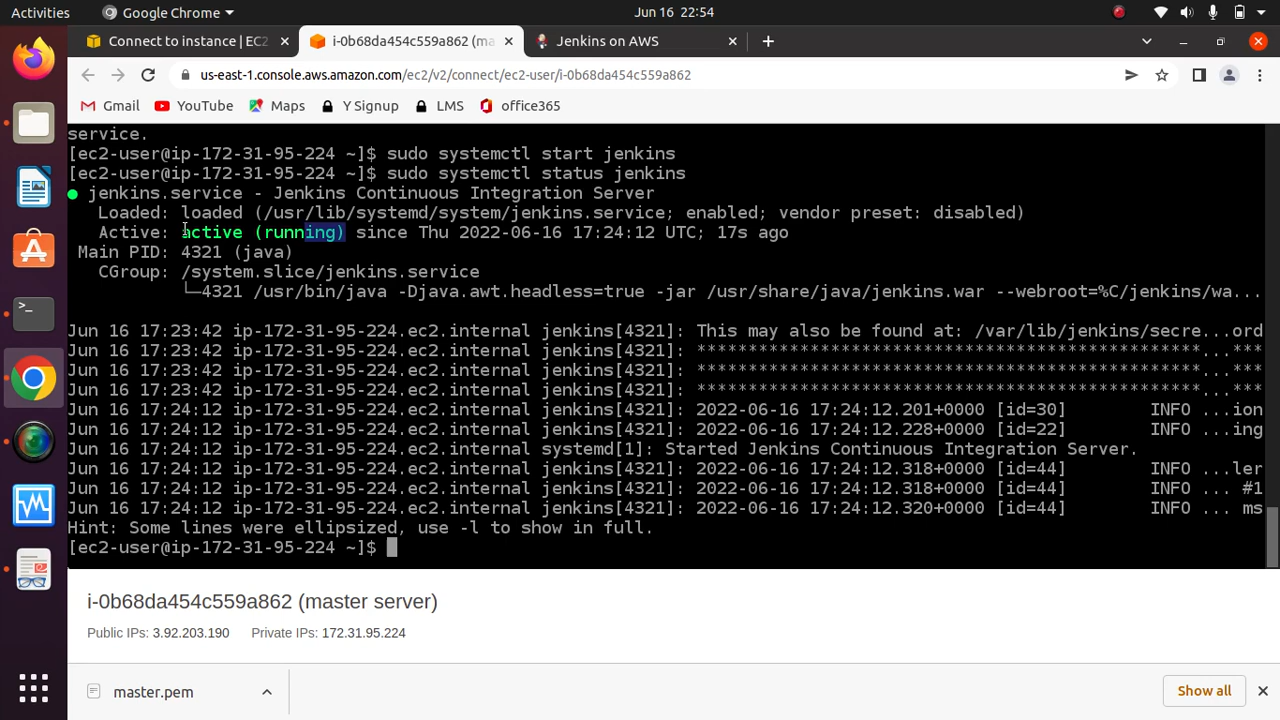 Activities
Google Chrome
Jun 16 22:54
Connect to instance | EC2
i-0b68da454c559a862 (ma
Jenkins on AWS
us-east-1.console.aws.amazon.com/ec2/v2/connect/ec2-user/i-0b68da454c559a862
Gmail
YouTube
Maps
Y Signup
LMS
office365
service.
[ec2-user@ip-172-31-95-224 ~]$ sudo systemctl start jenkins
[ec2-user@ip-172-31-95-224 ~]$ sudo systemctl status jenkins
● jenkins.service - Jenkins Continuous Integration Server
Loaded: loaded (/usr/lib/systemd/system/jenkins.service; enabled; vendor preset: disabled)
Active: active (running) since Thu 2022-06-16 17:24:12 UTC; 17s ago
Main PID: 4321 (java)
CGroup: /system.slice/jenkins.service
└─4321 /usr/bin/java -Djava.awt.headless=true -jar /usr/share/java/jenkins.war --webroot=%C/jenkins/wa...
Jun 16 17:23:42 ip-172-31-95-224.ec2.internal jenkins[4321]: This may also be found at: /var/lib/jenkins/secre...ord
Jun 16 17:23:42 ip-172-31-95-224.ec2.internal jenkins[4321]: *************************************************...***
Jun 16 17:23:42 ip-172-31-95-224.ec2.internal jenkins[4321]: *************************************************...***
Jun 16 17:23:42 ip-172-31-95-224.ec2.internal jenkins[4321]: *************************************************...***
Jun 16 17:24:12 ip-172-31-95-224.ec2.internal jenkins[4321]: 2022-06-16 17:24:12.201+0000 [id=30] INFO ...ion
Jun 16 17:24:12 ip-172-31-95-224.ec2.internal jenkins[4321]: 2022-06-16 17:24:12.228+0000 [id=22] INFO ...ing
Jun 16 17:24:12 ip-172-31-95-224.ec2.internal systemd[1]: Started Jenkins Continuous Integration Server.
Jun 16 17:24:12 ip-172-31-95-224.ec2.internal jenkins[4321]: 2022-06-16 17:24:12.318+0000 [id=44] INFO ...ler
Jun 16 17:24:12 ip-172-31-95-224.ec2.internal jenkins[4321]: 2022-06-16 17:24:12.318+0000 [id=44] INFO ... #1
Jun 16 17:24:12 ip-172-31-95-224.ec2.internal jenkins[4321]: 2022-06-16 17:24:12.320+0000 [id=44] INFO ... ms
Hint: Some lines were ellipsized, use -l to show in full.
[ec2-user@ip-172-31-95-224 ~]$
i-0b68da454c559a862 (master server)
Public IPs: 3.92.203.190 Private IPs: 172.31.95.224
master.pem
Show all